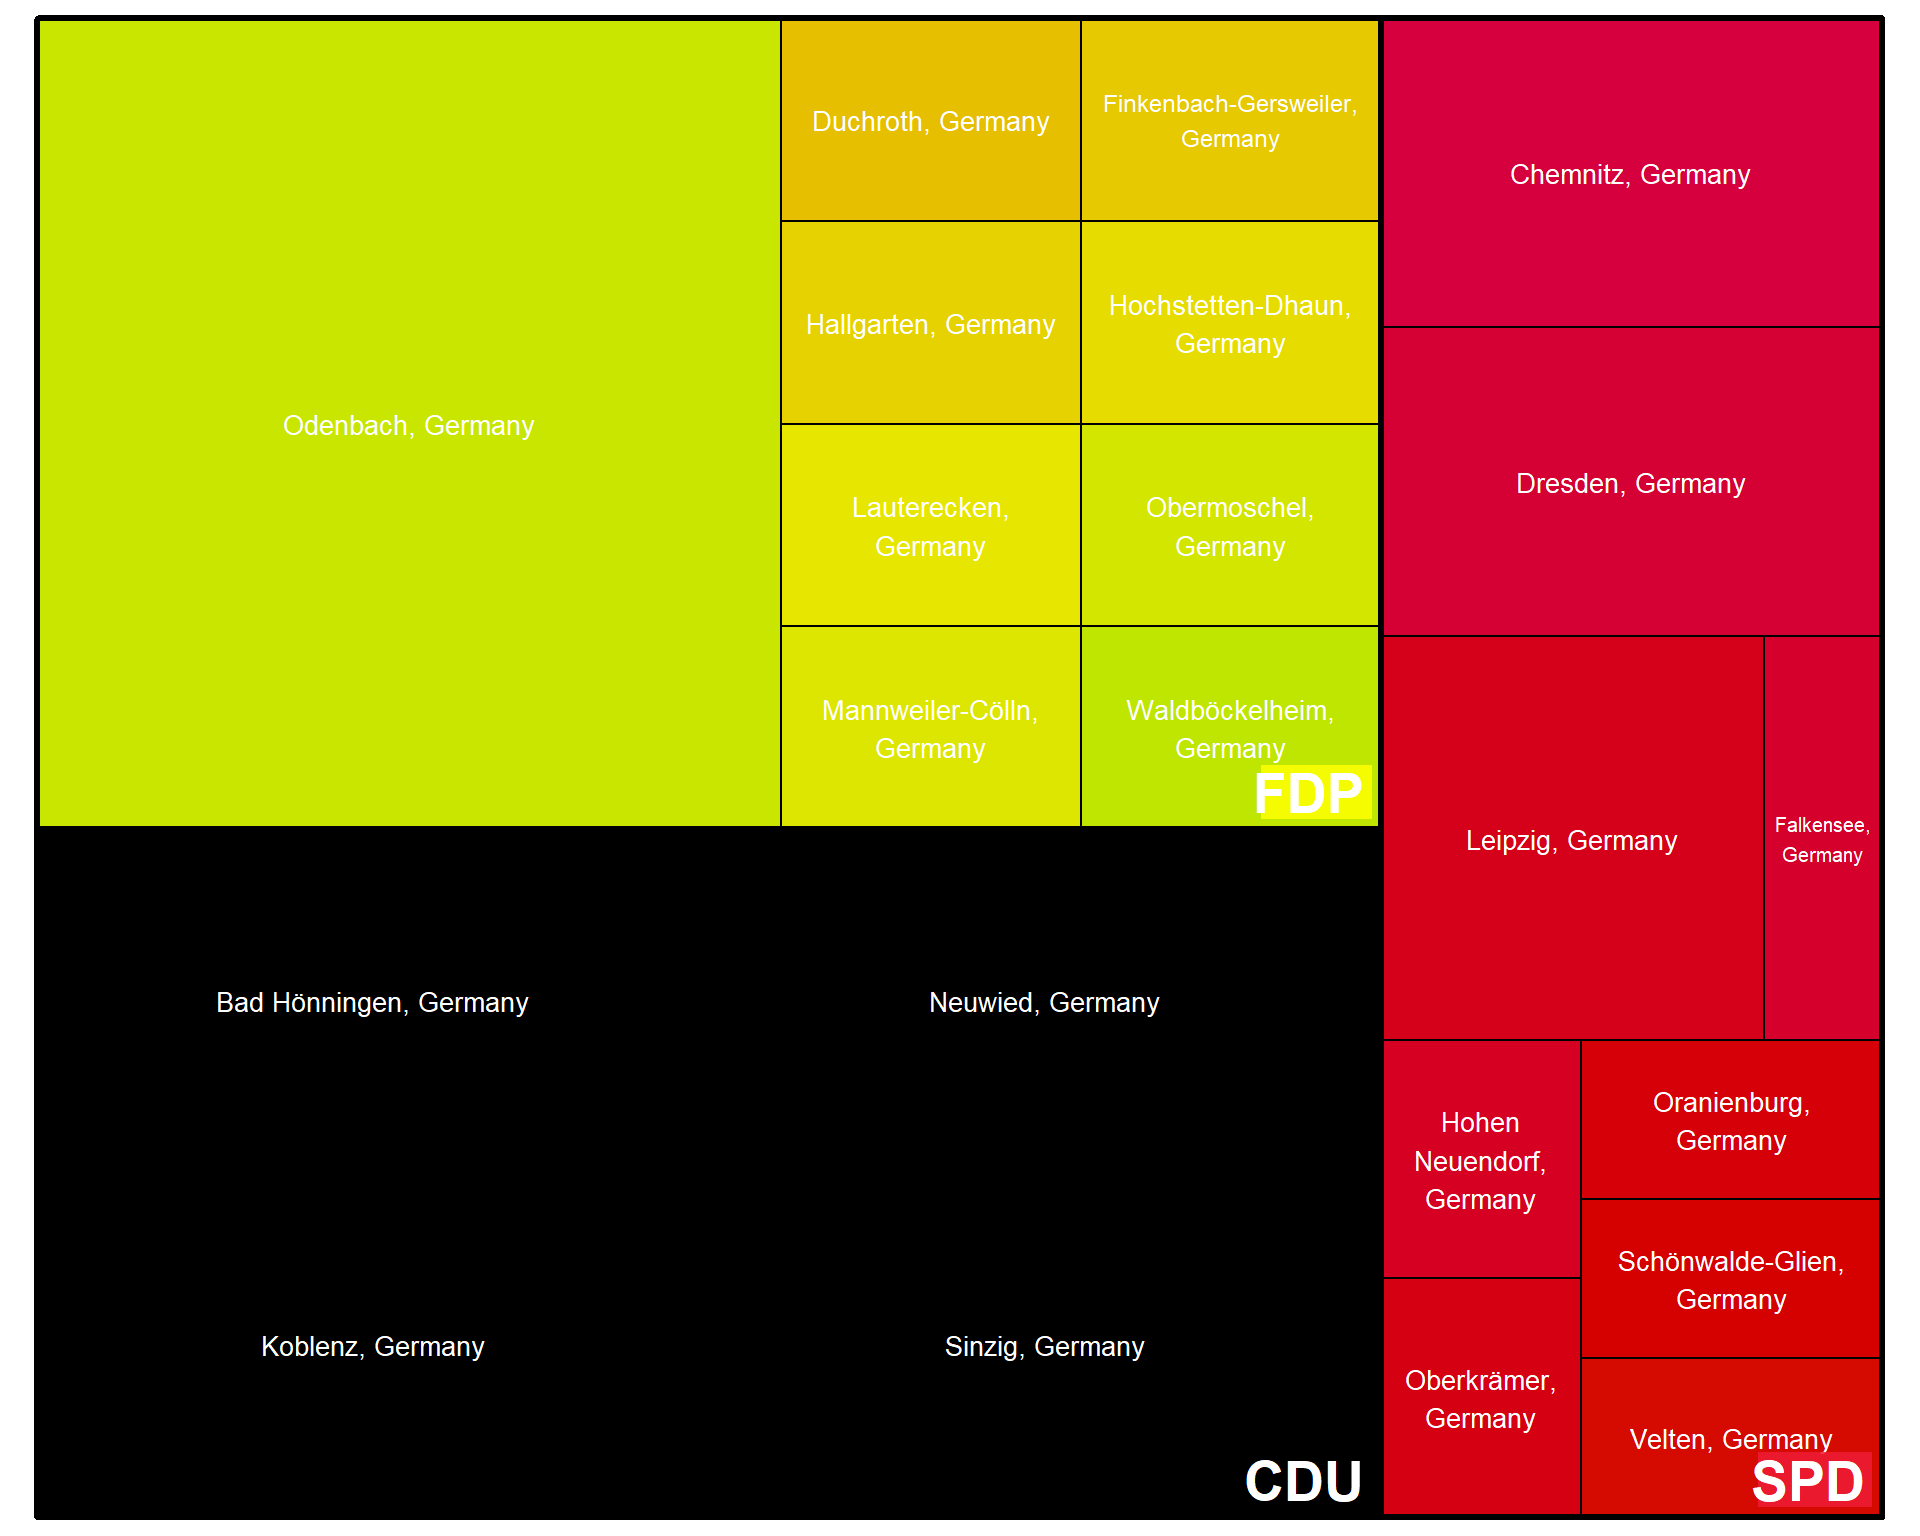 Odenbach, Germany
Duchroth, Germany
Finkenbach-Gersweiler,
Germany
Hallgarten, Germany
Hochstetten-Dhaun,
Germany
Lauterecken,
Germany
Obermoschel,
Germany
Mannweiler-Cölln,
Germany
Waldböckelheim,
Germany
FDP
Bad Hönningen, Germany
Neuwied, Germany
Koblenz, Germany
Sinzig, Germany
CDU
Chemnitz, Germany
Dresden, Germany
Leipzig, Germany
Falkensee,
Germany
Hohen
Neuendorf,
Germany
Oranienburg,
Germany
Schönwalde-Glien,
Germany
Oberkrämer,
Germany
Velten, Germany
SPD